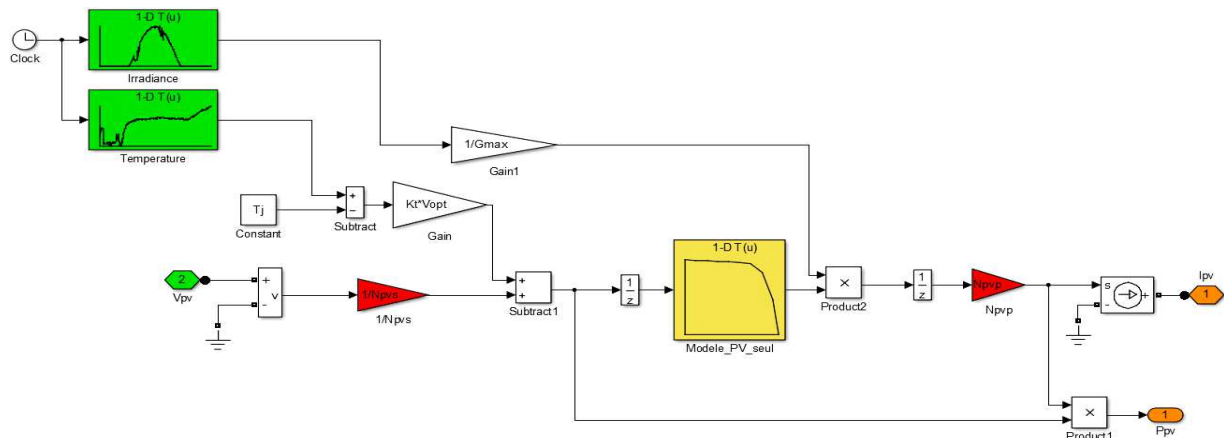 1-D T(u)
Clock
Irradiance
1-D T(u)
Temperature
1/Gmax
Gain1
Tj
Constant
+
−
Subtract
Kt*Vopt
Gain
2
Vpv
+
-
v
1/Npvs
1/Npvs
+
+
Subtract1
1
z
1-D T(u)
Modele_PV_seul
×
Product2
1
z
Npvp
Npvp
s
-
+
Ipv
1
×
Product1
1
Ppv